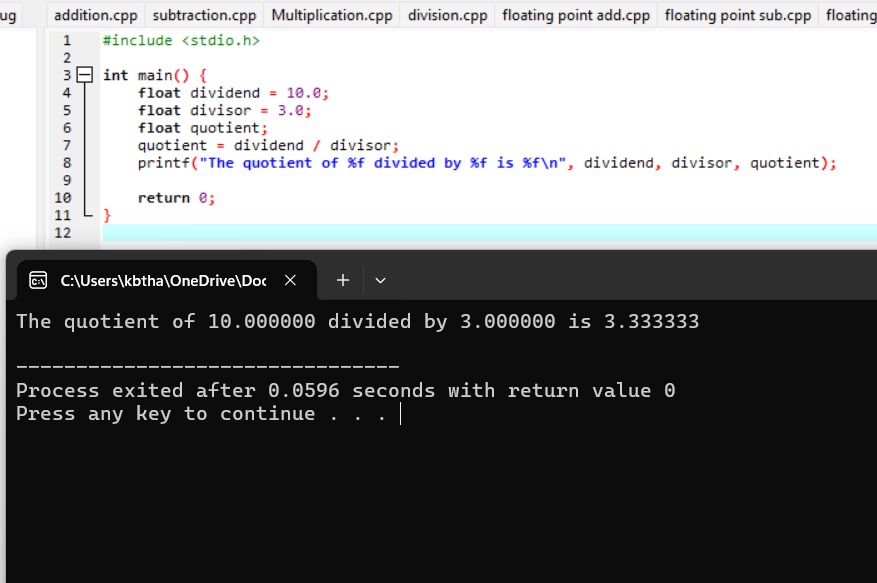 ug addition.cpp subtraction.cpp Multiplication.cpp division.cpp floating point add.cpp floating point sub.cpp floating
1 #include <stdio.h>
2
3 int main() {
4     float dividend = 10.0;
5     float divisor = 3.0;
6     float quotient;
7     quotient = dividend / divisor;
8     printf("The quotient of %f divided by %f is %f\n", dividend, divisor, quotient);
9
10     return 0;
11 }
12
C:\Users\kbtha\OneDrive\Doc
The quotient of 10.000000 divided by 3.000000 is 3.333333
--------------------------------
Process exited after 0.0596 seconds with return value 0
Press any key to continue . . .